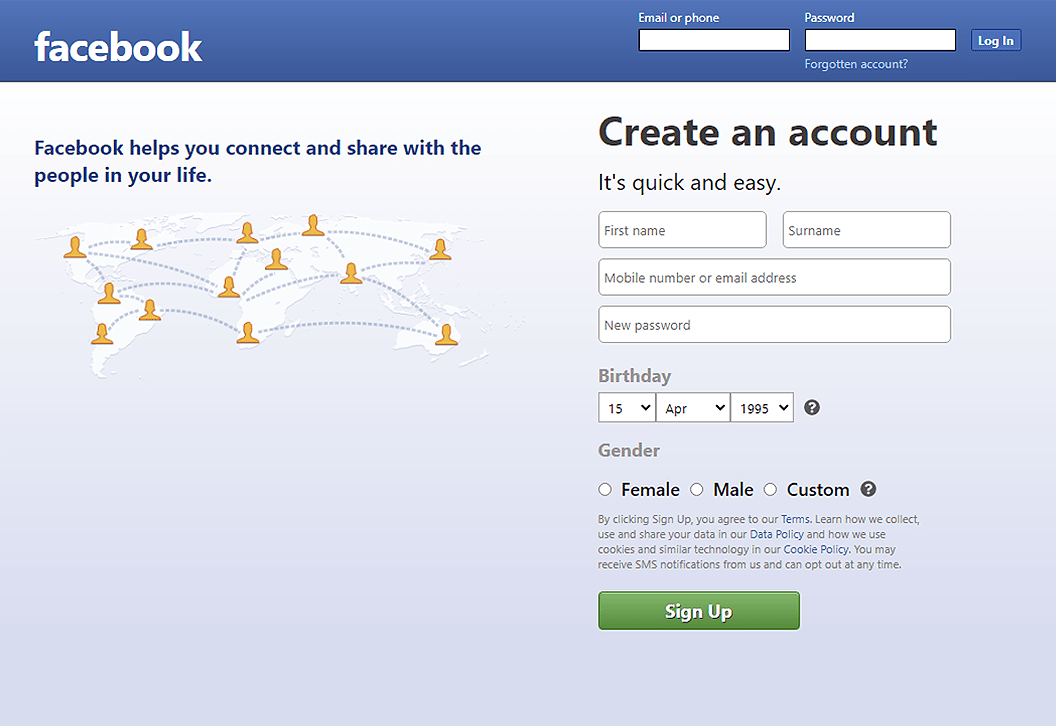 Email or phone
Password
facebook
Log In
Forgotten account?
Facebook helps you connect and share with the
people in your life.
Create an account
It's quick and easy.
First name
Surname
Mobile number or email address
New password
Birthday
15 Apr 1995 ?
Gender
Female Male Custom ?
By clicking Sign Up, you agree to our Terms. Learn how we collect,
use and share your data in our Data Policy and how we use
cookies and similar technology in our Cookie Policy. You may
receive SMS notifications from us and can opt out at any time.
Sign Up